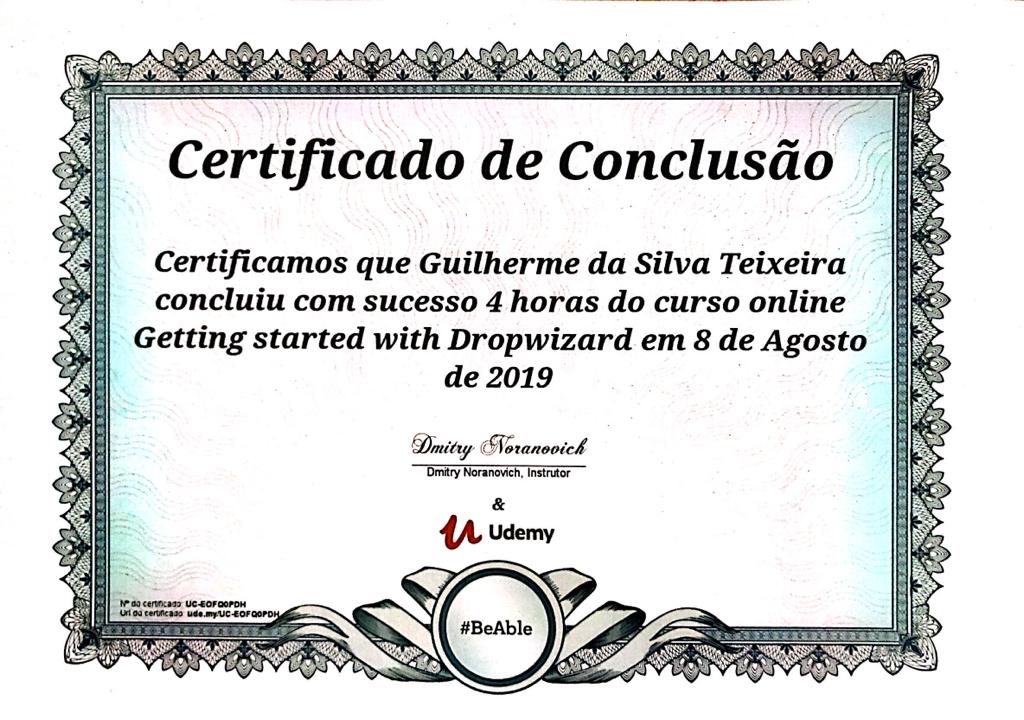 Certificado de Conclusão
Certificamos que Guilherme da Silva Teixeira
concluiu com sucesso 4 horas do curso online
Getting started with Dropwizard em 8 de Agosto
de 2019
Dmitry Noranovich
Dmitry Noranovich, Instrutor
&
Udemy
Nº do certificado: UC-EOFQ0PDH
Url do certificado: ude.my/UC-EOFQ0PDH
#BeAble